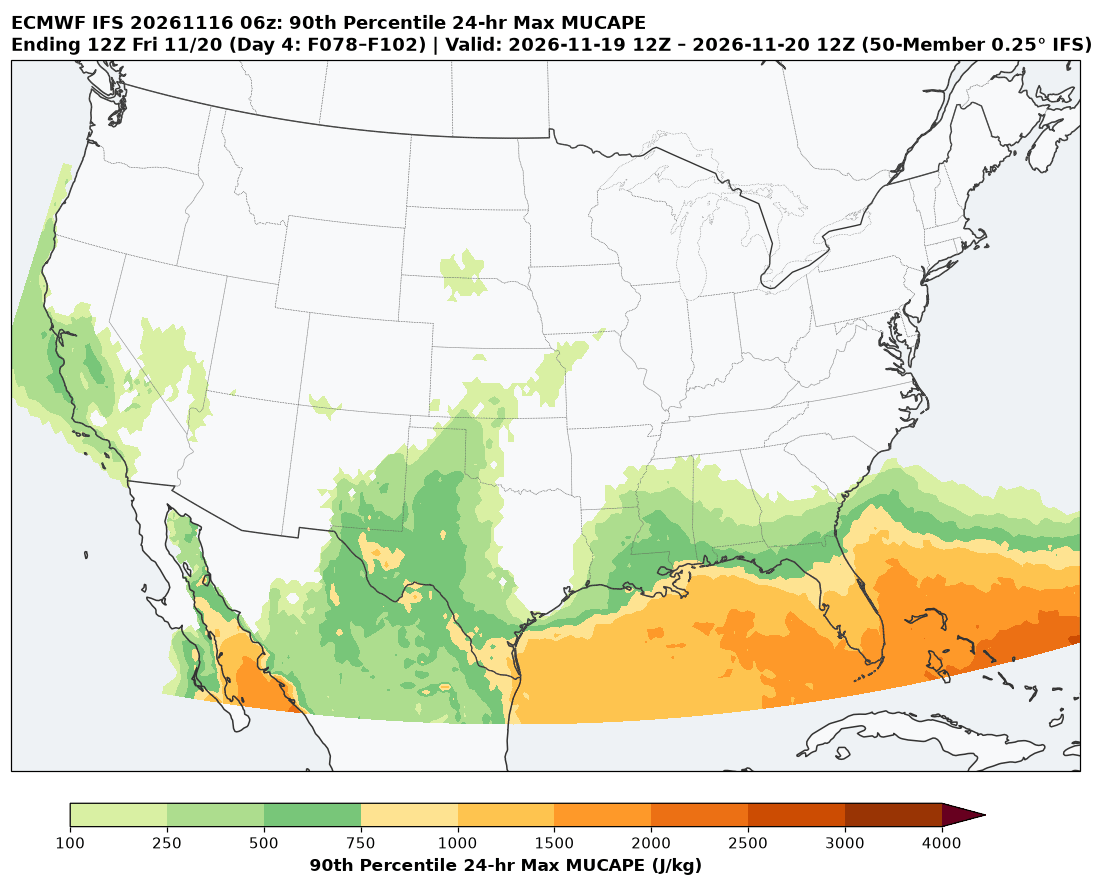 ECMWF IFS 20261116 06z: 90th Percentile 24-hr Max MUCAPE
Ending 12Z Fri 11/20 (Day 4: F078–F102) | Valid: 2026-11-19 12Z – 2026-11-20 12Z (50-Member 0.25° IFS)
100 250 500 750 1000 1500 2000 2500 3000 4000
90th Percentile 24-hr Max MUCAPE (J/kg)